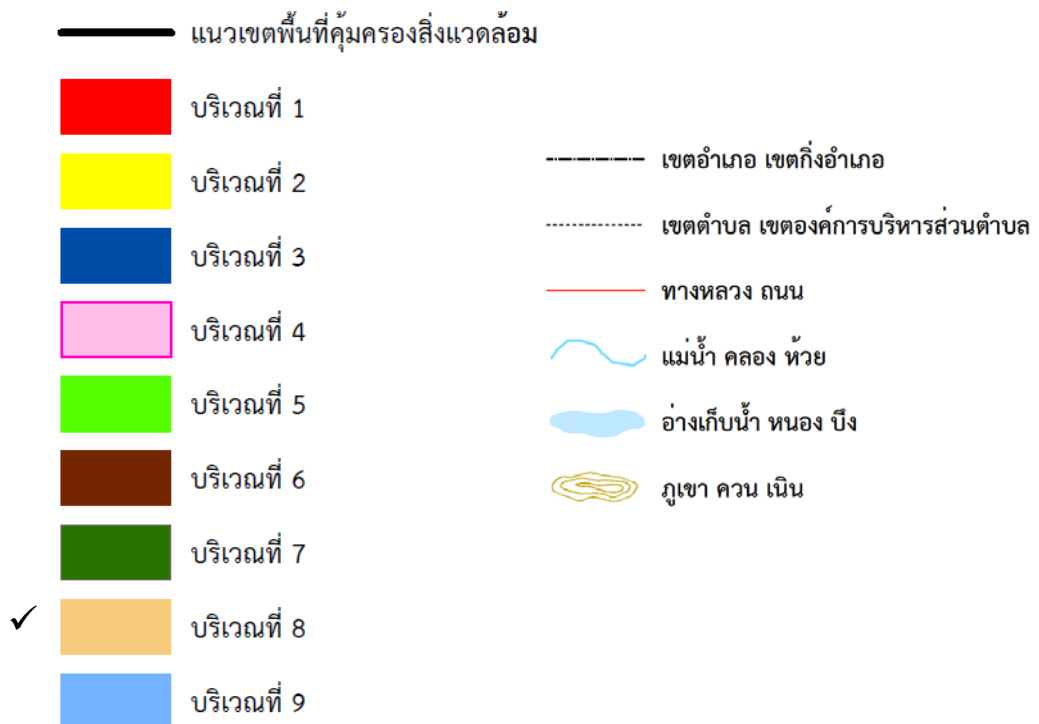 แนวเขตพื้นที่คุ้มครองสิ่งแวดล้อม
บริเวณที่ 1
บริเวณที่ 2
บริเวณที่ 3
บริเวณที่ 4
บริเวณที่ 5
บริเวณที่ 6
บริเวณที่ 7
✓ บริเวณที่ 8
บริเวณที่ 9
เขตอำเภอ เขตกิ่งอำเภอ
เขตตำบล เขตองค์การบริหารส่วนตำบล
ทางหลวง ถนน
แม่น้ำ คลอง ห้วย
อ่างเก็บน้ำ หนอง บึง
ภูเขา ควน เนิน